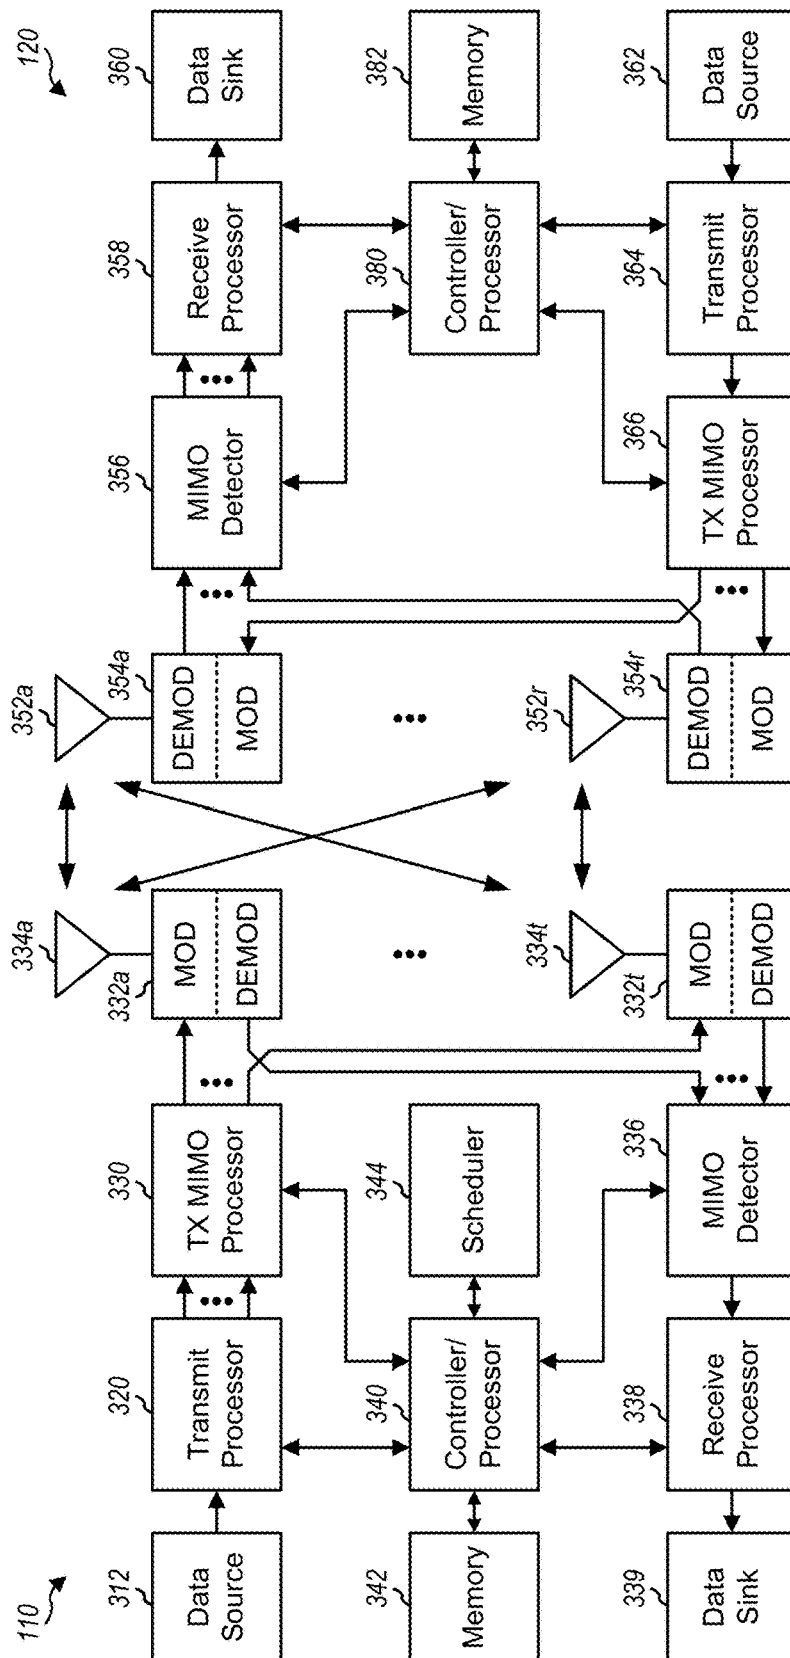 110
120
312
Data
Source
320
Transmit
Processor
330
TX MIMO
Processor
332a
MOD
DEMOD
334a
352a
354a
DEMOD
MOD
356
MIMO
Detector
358
Receive
Processor
360
Data
Sink
342
Memory
340
Controller/
Processor
344
Scheduler
380
Controller/
Processor
382
Memory
339
Data
Sink
338
Receive
Processor
336
MIMO
Detector
332t
MOD
DEMOD
334t
352r
354r
DEMOD
MOD
366
TX MIMO
Processor
364
Transmit
Processor
362
Data
Source